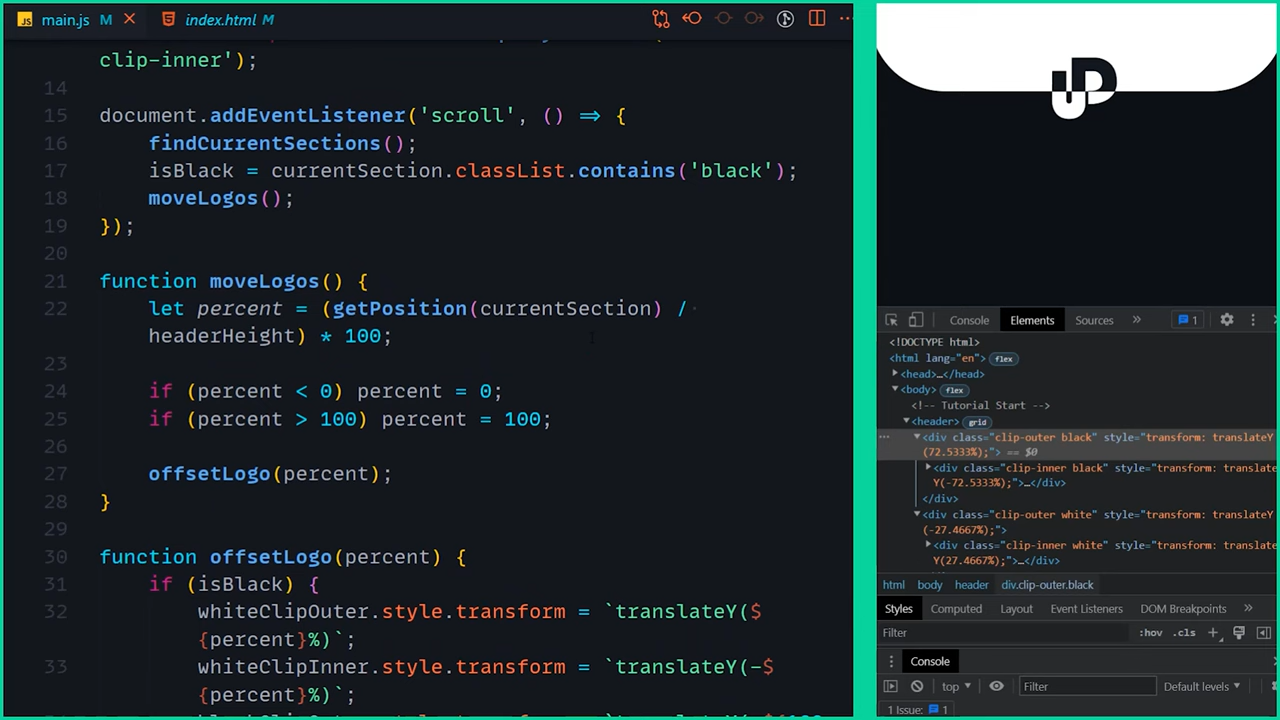 main.js M
index.html M
clip-inner');
14
15 document.addEventListener('scroll', () => {
16 findCurrentSections();
17 isBlack = currentSection.classList.contains('black');
18 moveLogos();
19 });
20
21 function moveLogos() {
22 let percent = (getPosition(currentSection) /
headerHeight) * 100;
23
24 if (percent < 0) percent = 0;
25 if (percent > 100) percent = 100;
26
27 offsetLogo(percent);
28 }
29
30 function offsetLogo(percent) {
31 if (isBlack) {
32 whiteClipOuter.style.transform = `translateY($
{percent}%)`;
33 whiteClipInner.style.transform = `translateY(-$
{percent}%)`;
Console Elements Sources » 1
<!DOCTYPE html>
<html lang="en"> flex
<head>…</head>
<body> flex
<!-- Tutorial Start -->
<header> grid
<div class="clip-outer black" style="transform: translateY
(72.5333%);"> == $0
<div class="clip-inner black" style="transform: translate
Y(-72.5333%);">…</div>
</div>
<div class="clip-outer white" style="transform: translateY
(-27.4667%);">
<div class="clip-inner white" style="transform: translate
Y(27.4667%);">…</div>
html body header div.clip-outer.black
Styles Computed Layout Event Listeners DOM Breakpoints »
Filter :hov .cls +
Console
top Filter Default levels
1 Issue: 1